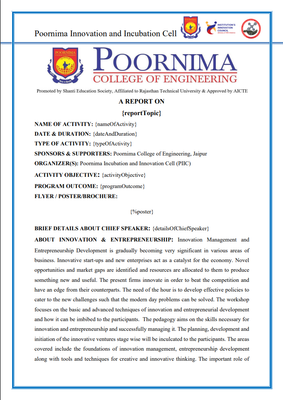 Poornima Innovation and Incubation Cell
POORNIMA
COLLEGE OF ENGINEERING
Promoted by Shanti Education Society, Affiliated to Rajasthan Technical University & Approved by AICTE
A REPORT ON
{reportTopic}
NAME OF ACTIVITY: {nameOfActivity}
DATE & DURATION: {dateAndDuration}
TYPE OF ACTIVITY: {typeOfActivity}
SPONSORS & SUPPORTERS: Poornima College of Engineering, Jaipur
ORGANIZER(S): Poornima Incubation and Innovation Cell (PIIC)
ACTIVITY OBJECTIVE: {activityObjective}
PROGRAM OUTCOME: {programOutcome}
FLYER / POSTER/BROCHURE:
{%poster}
BRIEF DETAILS ABOUT CHIEF SPEAKER: {detailsOfChiefSpeaker}
ABOUT INNOVATION & ENTREPRENEURSHIP: Innovation Management and
Entrepreneurship Development is gradually becoming very significant in various areas of
business. Innovative start-ups and new enterprises act as a catalyst for the economy. Novel
opportunities and market gaps are identified and resources are allocated to them to produce
something new and useful. The present firms innovate in order to beat the competition and
have an edge from their counterparts. The need of the hour is to develop effective policies to
cater to the new challenges such that the modern day problems can be solved. The workshop
focuses on the basic and advanced techniques of innovation and entrepreneurial development
and how it can be imbibed to the participants. The pedagogy aims on the skills necessary for
innovation and entrepreneurship and successfully managing it. The planning, development and
initiation of the innovative ventures stage wise will be inculcated to the participants. The areas
covered include the foundations of innovation management, entrepreneurship development
along with tools and techniques for creative and innovative thinking. The important role of